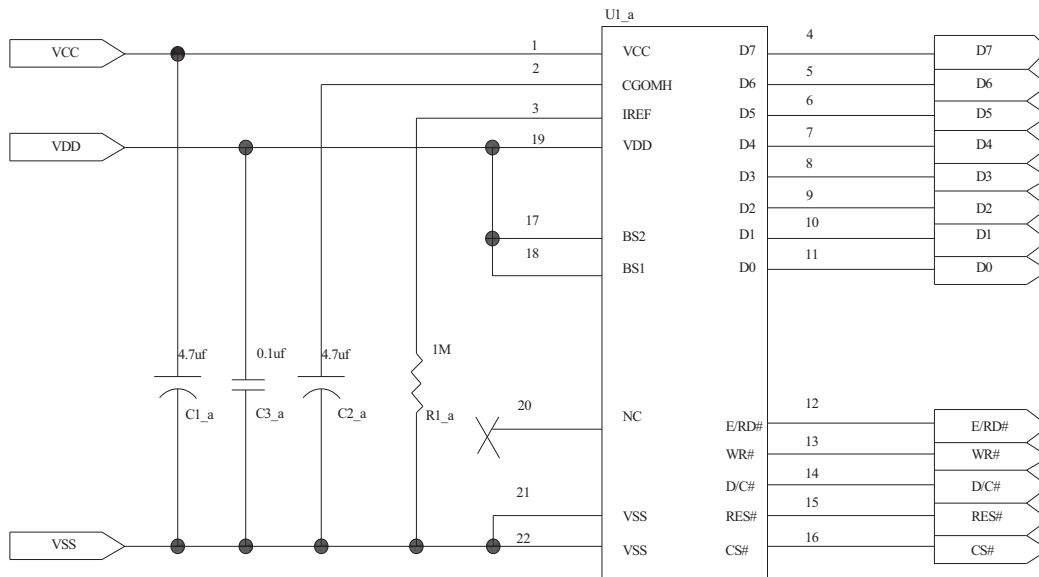 U1_a
VCC 1 VCC D7 4 D7
2 CGOMH D6 5 D6
3 IREF D5 6 D5
VDD 19 VDD D4 7 D4
D3 8 D3
D2 9 D2
17 BS2 D1 10 D1
18 BS1 D0 11 D0
4.7uf 0.1uf 4.7uf 1M
C1_a C3_a C2_a R1_a
20 NC E/RD# 12 E/RD#
WR# 13 WR#
D/C# 14 D/C#
21 VSS RES# 15 RES#
VSS 22 VSS CS# 16 CS#